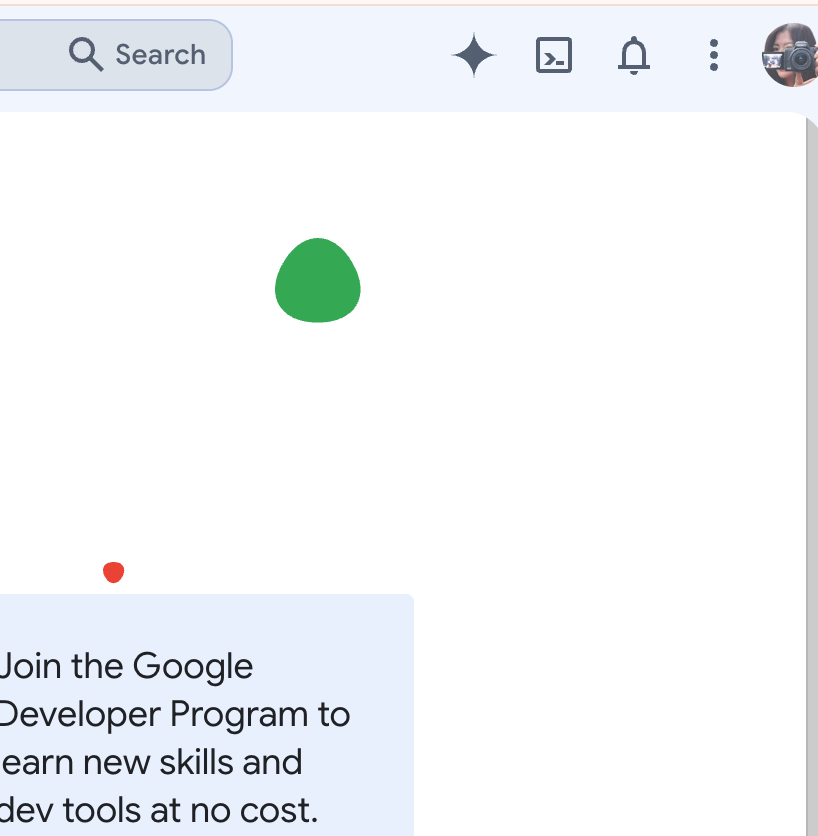 Search
Join the Google
Developer Program to
earn new skills and
dev tools at no cost.